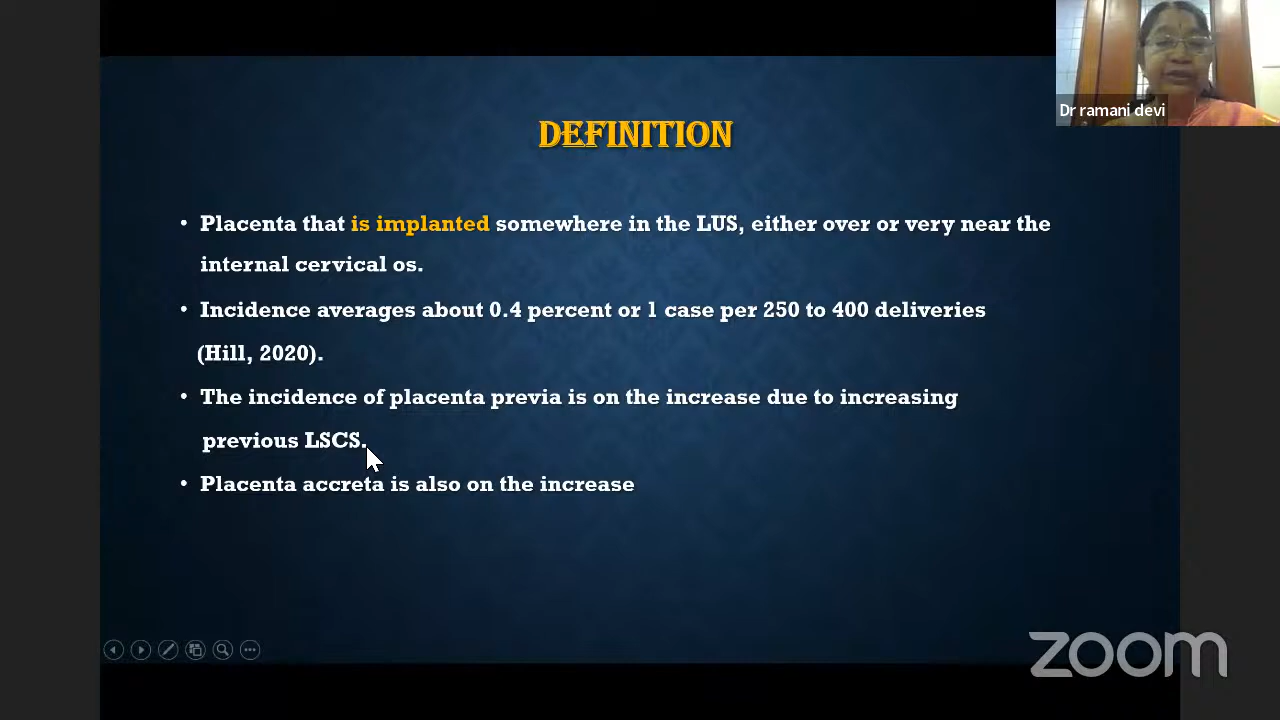 Dr ramani devi
DEFINITION
• Placenta that is implanted somewhere in the LUS, either over or very near the
internal cervical os.
• Incidence averages about 0.4 percent or 1 case per 250 to 400 deliveries
(Hill, 2020).
• The incidence of placenta previa is on the increase due to increasing
previous LSCS.
• Placenta accreta is also on the increase
zoom